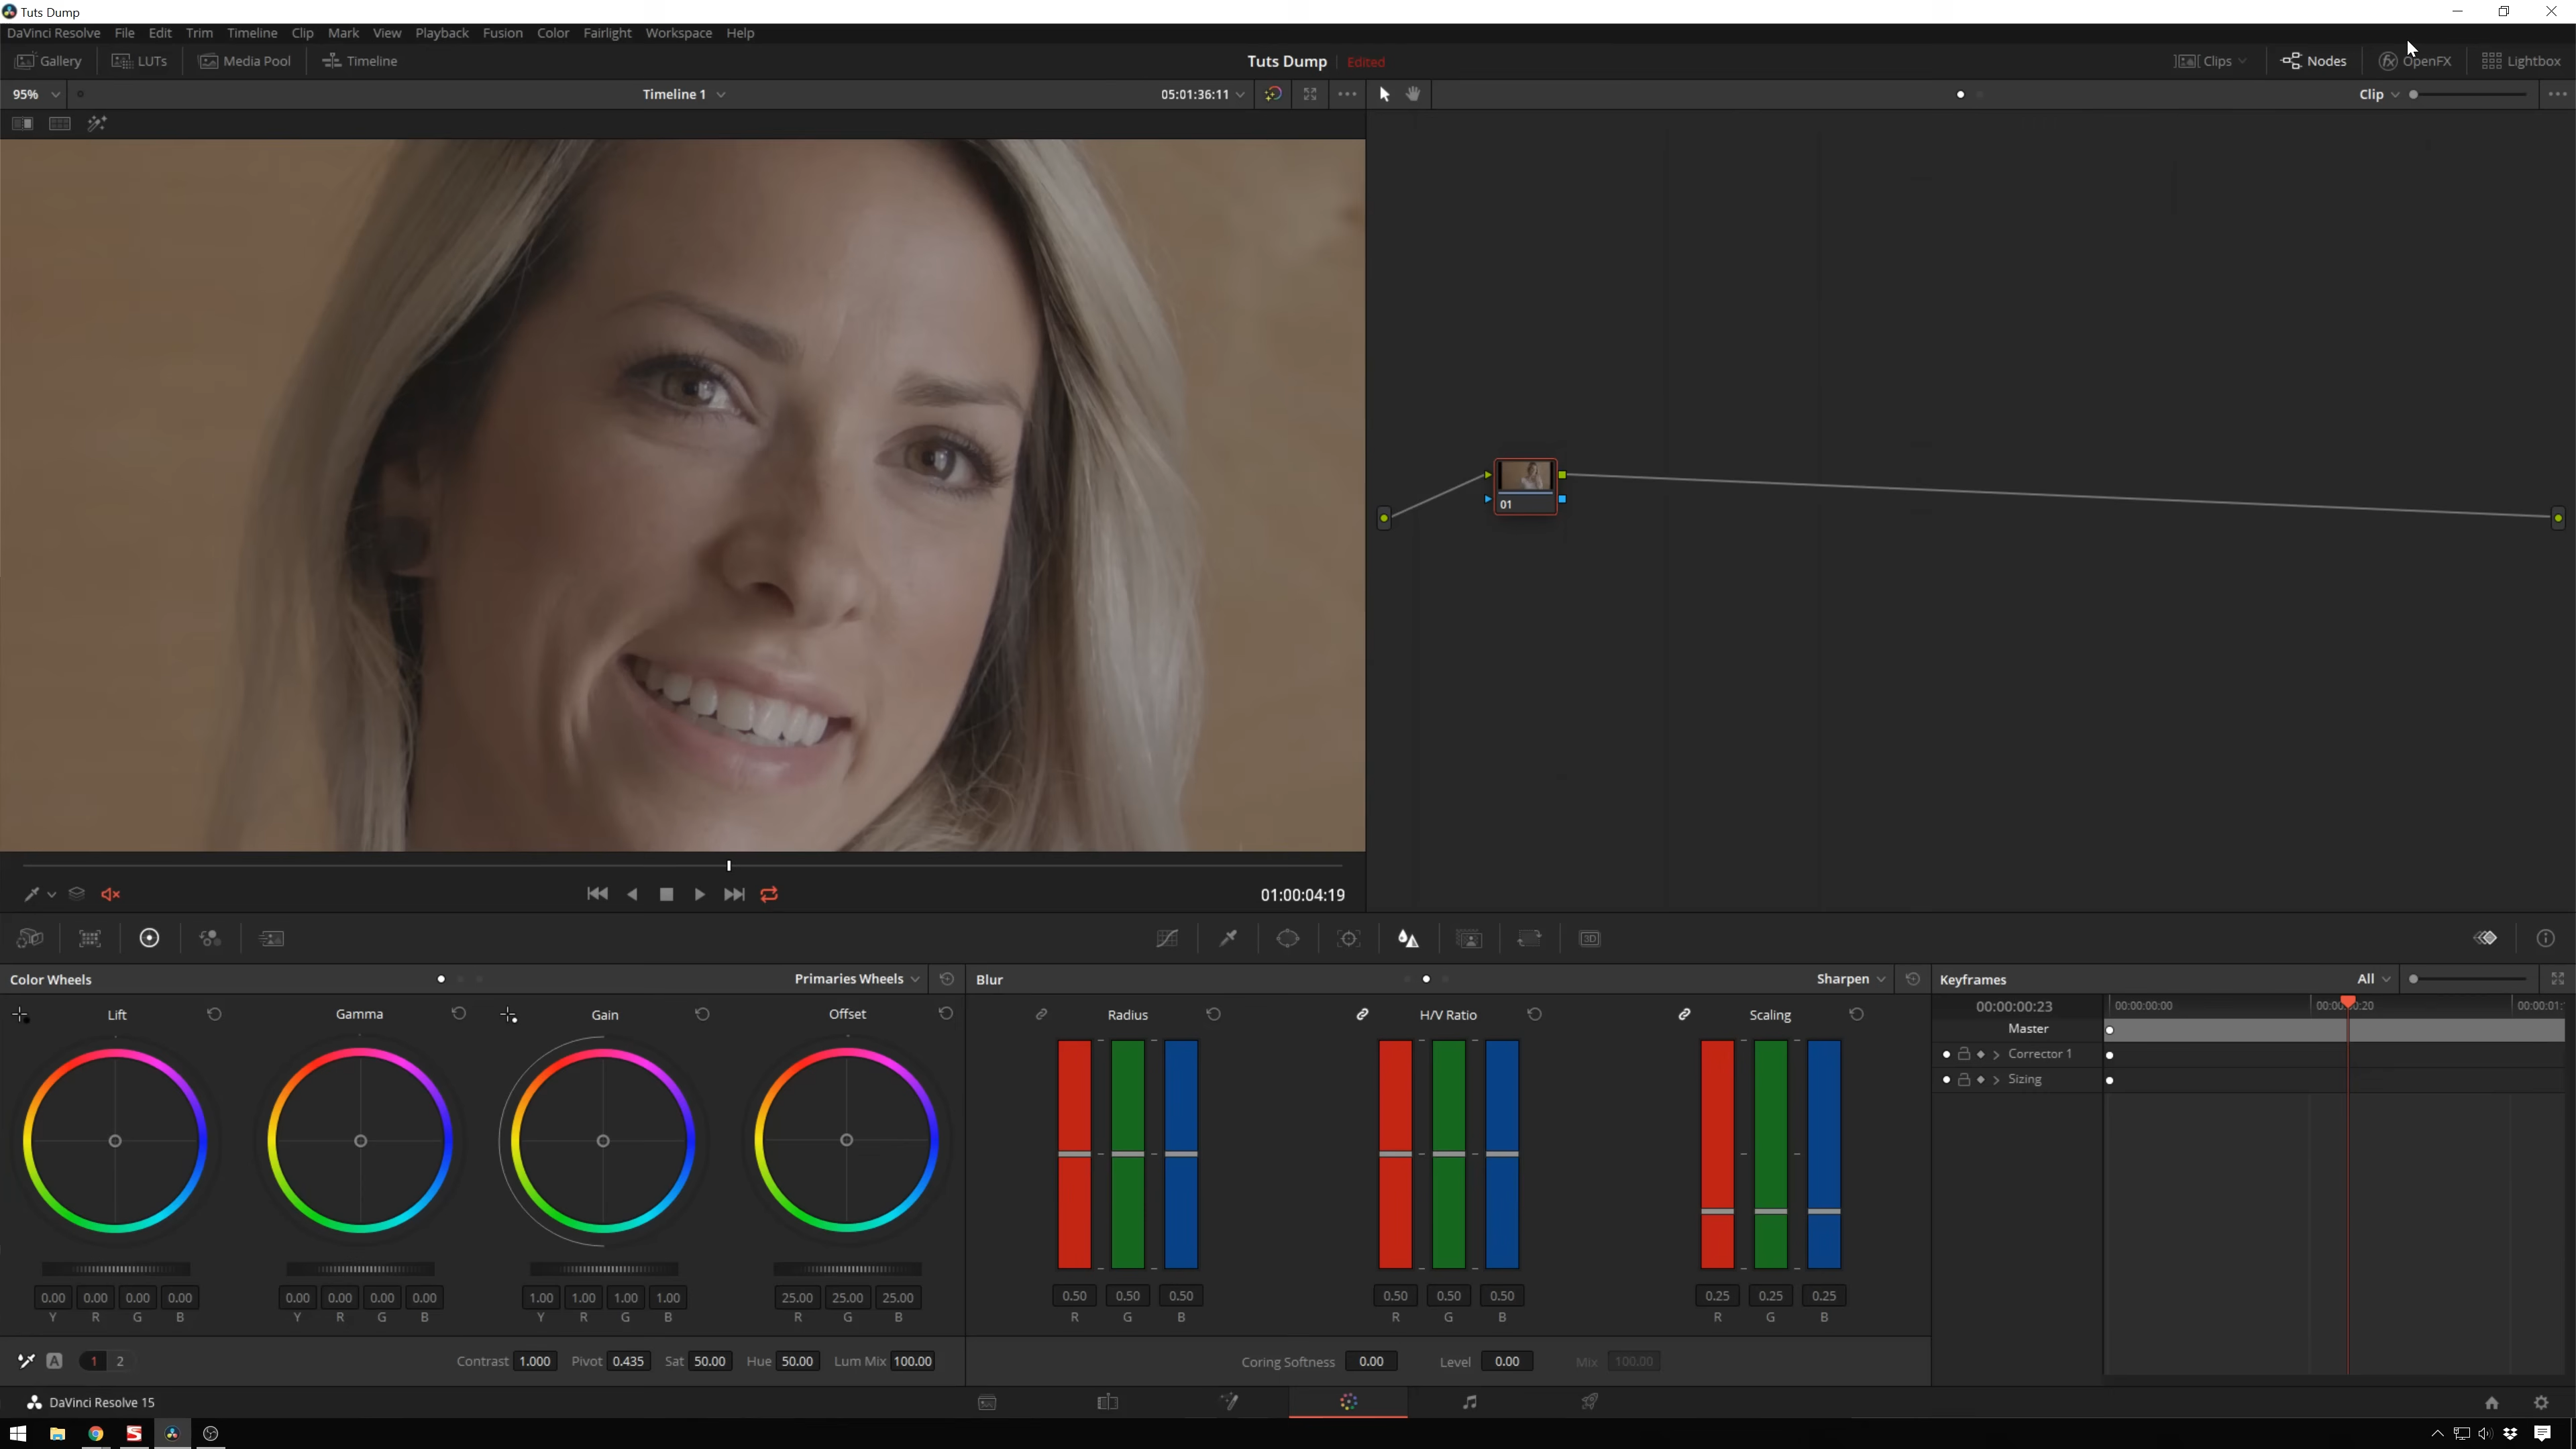 Tuts Dump
DaVinci Resolve File Edit Trim Timeline Clip Mark View Playback Fusion Color Fairlight Workspace Help
Gallery LUTs Media Pool Timeline Tuts Dump Edited Clips Nodes OpenFX Lightbox
95% Timeline 1 05:01:36:11 Clip
01
01:00:04:19
Color Wheels Primaries Wheels Blur Sharpen Keyframes All
Lift Gamma Gain Offset Radius H/V Ratio Scaling
00:00:00:23 00:00:00:00 00:00:00:20 00:00:01:
Master
Corrector 1
Sizing
0.00 0.00 0.00 0.00 0.00 0.00 0.00 0.00 1.00 1.00 1.00 1.00 25.00 25.00 25.00 0.50 0.50 0.50 0.50 0.50 0.50 0.25 0.25 0.25
Y R G B Y R G B Y R G B R G B R G B R G B R G B
A 1 2 Contrast 1.000 Pivot 0.435 Sat 50.00 Hue 50.00 Lum Mix 100.00 Coring Softness 0.00 Level 0.00 Mix 100.00
DaVinci Resolve 15